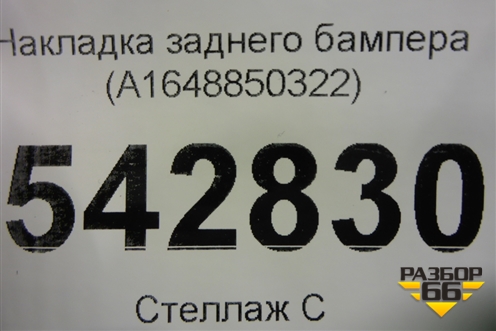 Накладка заднего бампера
(A1648850322)
542830
РАЗБОР
66
Стеллаж С